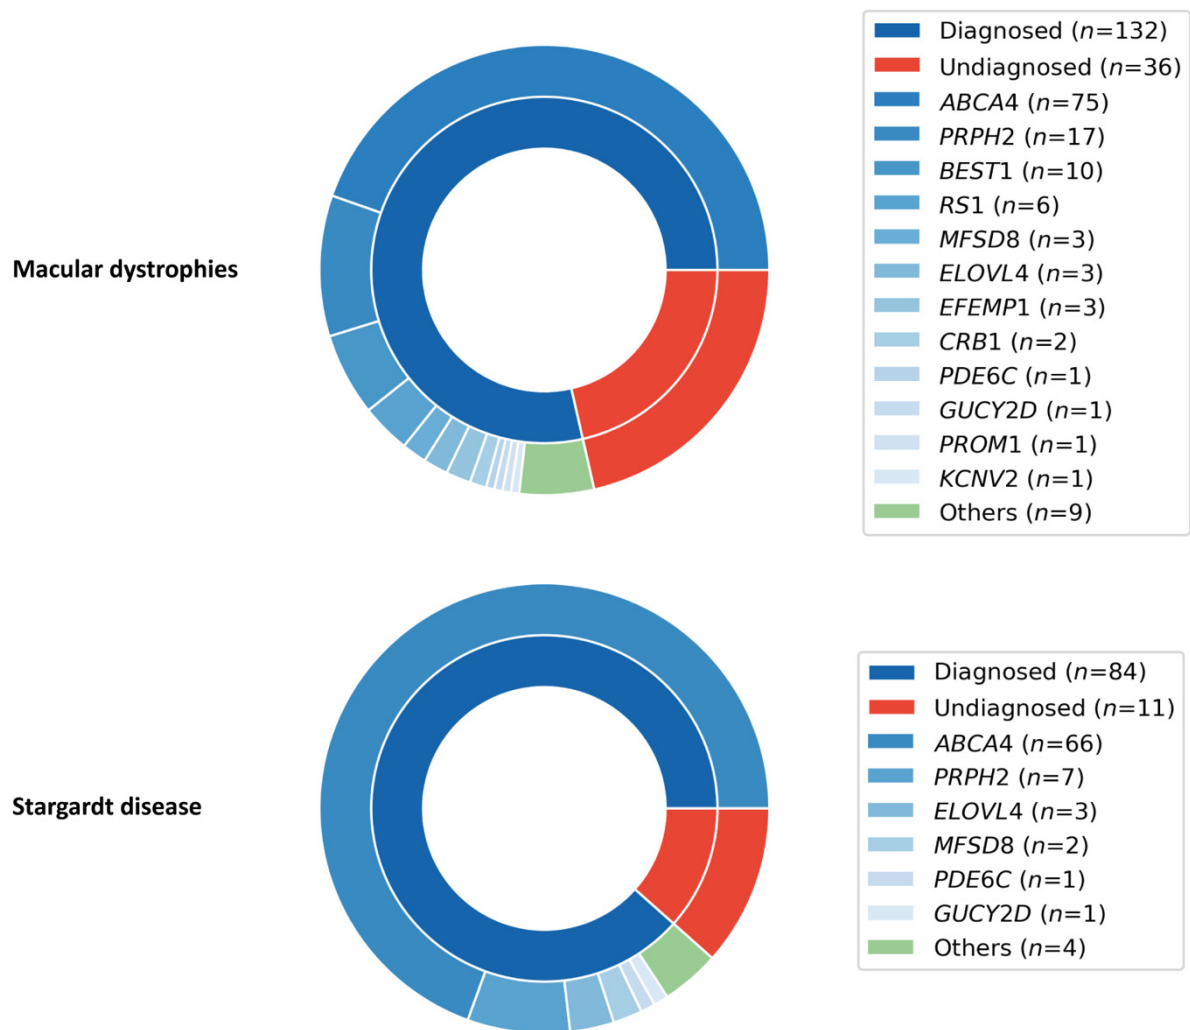 Macular dystrophies
Diagnosed (n=132)
Undiagnosed (n=36)
ABCA4 (n=75)
PRPH2 (n=17)
BEST1 (n=10)
RS1 (n=6)
MFSD8 (n=3)
ELOVL4 (n=3)
EFEMP1 (n=3)
CRB1 (n=2)
PDE6C (n=1)
GUCY2D (n=1)
PROM1 (n=1)
KCNV2 (n=1)
Others (n=9)
Stargardt disease
Diagnosed (n=84)
Undiagnosed (n=11)
ABCA4 (n=66)
PRPH2 (n=7)
ELOVL4 (n=3)
MFSD8 (n=2)
PDE6C (n=1)
GUCY2D (n=1)
Others (n=4)